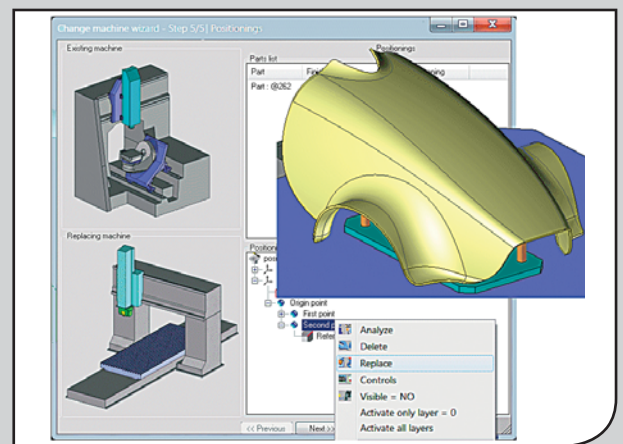 Change machine wizard - Step 5/5 | Positionings
Existing machine
Positionings
Parts list
Part
Part : @262
Replacing machine
Origin point
First point
Second
Analyze
Delete
Replace
Controls
Visible = NO
Activate only layer = 0
Activate all layers
<< Previous
Next >>